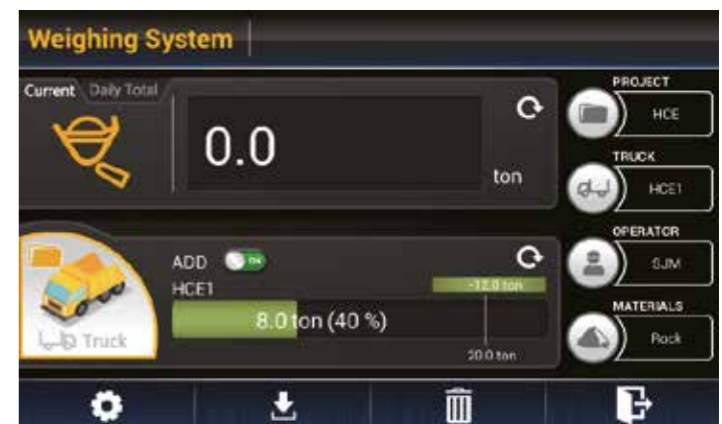 Weighing System
Current Daily Total
0.0
ton
PROJECT
HCE
TRUCK
HCE1
OPERATOR
SJM
MATERIALS
Rock
ADD ON
HCE1
-12.0 ton
8.0 ton (40 %)
20.0 ton
Truck